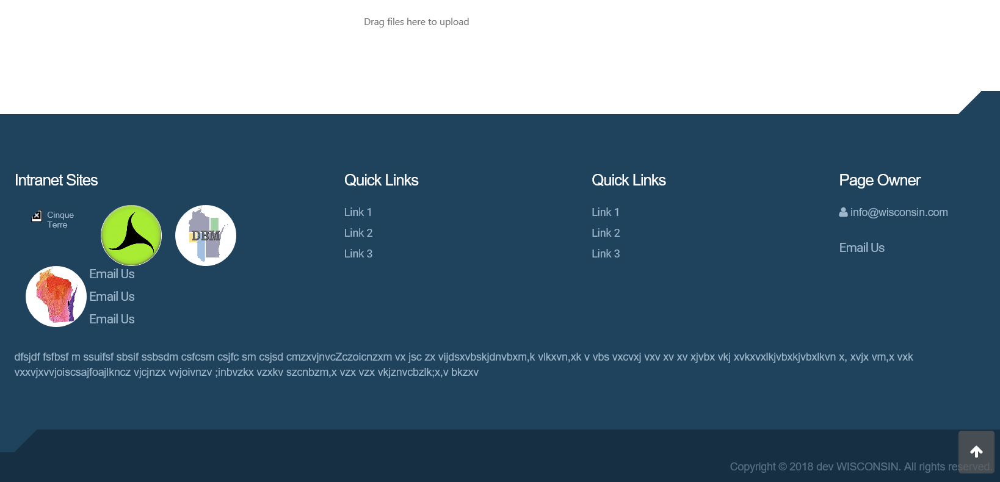 Drag files here to upload
Intranet Sites
Cinque
Terre
DBM
Email Us
Email Us
Email Us
Quick Links
Link 1
Link 2
Link 3
Quick Links
Link 1
Link 2
Link 3
Page Owner
info@wisconsin.com
Email Us
dfsjdf fsfbsf m ssuifsf sbsif ssbsdm csfcsm csjfc sm csjsd cmzxvjnvcZczoicnzxm vx jsc zx vijdsxvbskjdnvbxm,k vlkxvn,xk v vbs vxcvxj vxv xv xv xjvbx vkj xvkxvxlkjvbxkjvbxlkvn x, xvjx vm,x vxk
vxxvjxvvjoiscsajfoajlkncz vjcjnzx vvjoivnzv ;inbvzkx vzxkv szcnbzm,x vzx vzx vkjznvcbzlk;x,v bkzxv
Copyright © 2018 dev WISCONSIN. All rights reserved.